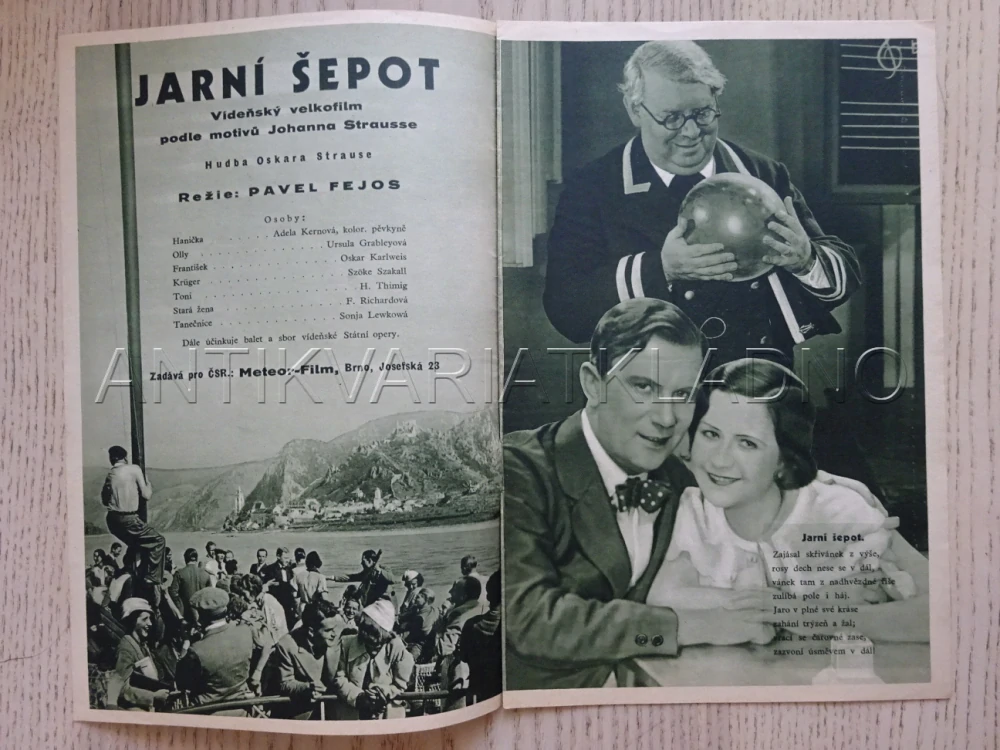 JARNÍ ŠEPOT
Vídeňský velkofilm
podle motivů Johanna Strausse
Hudba Oskara Strause
Režie: PAVEL FEJOS
Osoby:
Hanička . . . . . . . Adela Kernová, kolor. pěvkyně
Olly . . . . . . . . . . . . . . Ursula Grableyová
František . . . . . . . . . . . . . . Oskar Karlweis
Krüger . . . . . . . . . . . . . . . Szöke Szakall
Toni . . . . . . . . . . . . . . . . . H. Thimig
Stará žena . . . . . . . . . . . . . F. Richardová
Tanečnice . . . . . . . . . . . . . Sonja Lewková
Dále účinkuje balet a sbor vídeňské Státní opery.
Zadává pro ČSR.: Meteor-Film, Brno, Josefská 23
ANTIKVARIATKLADNO
Jarní šepot.
Zajásal skřivánek z výše,
rosy dech nese se v dál,
vánek tam z nadhvězdné říše
zulíbá pole i háj.
Jaro v plné své kráse
zahání trýzeň a žal;
vrací se čarovné zase,
zazvoní úsměvem v dál